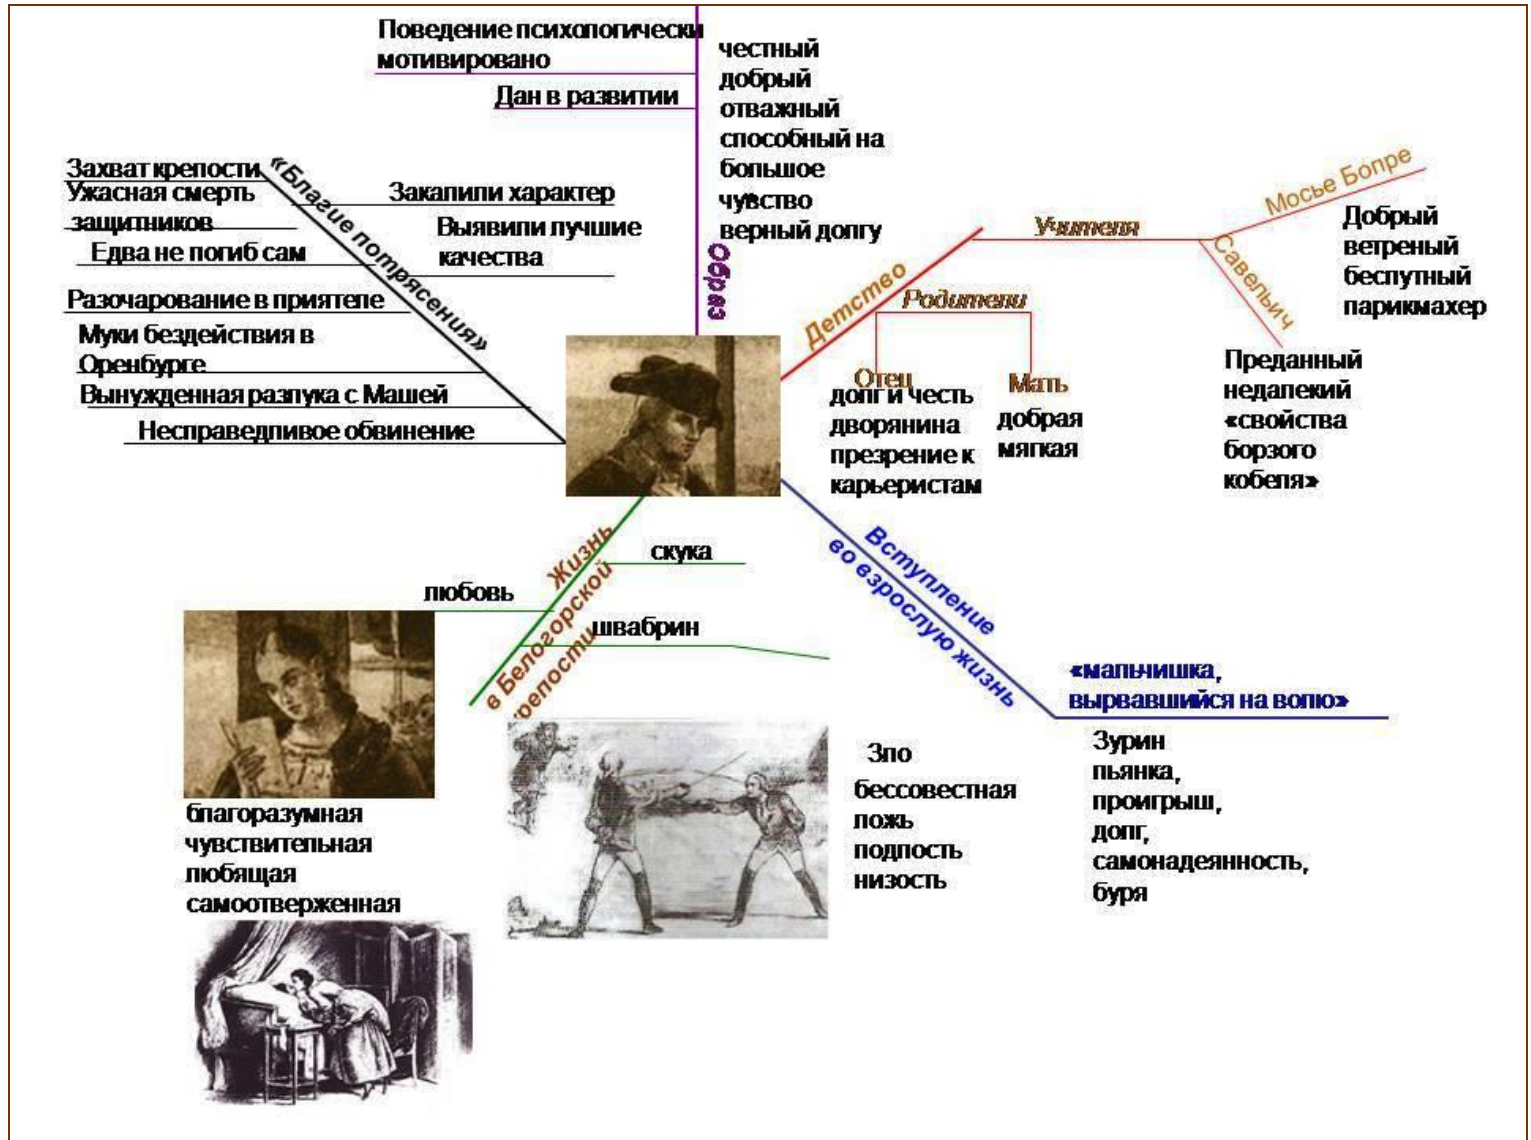 Поведение психологически
мотивировано
Дан в развитии
честный
добрый
отважный
способный на
большое
чувство
верный долгу
Образ
«Благие потрясения»
Захват крепости
Ужасная смерть
защитников
Едва не погиб сам
Разочарование в приятеле
Муки бездействия в
Оренбурге
Вынужденная разлука с Машей
Несправедливое обвинение
Закалили характер
Выявили лучшие
качества
Детство
Родители
Отец
долг и честь
дворянина
презрение к
карьеристам
Мать
добрая
мягкая
Учителя
Мосье Бопре
Добрый
ветреный
беспутный
парикмахер
Савельич
Преданный
недалекий
«свойства
борзого
кобеля»
Вступление
во взрослую жизнь
«мальчишка,
вырвавшийся на волю»
Зурин
пьянка,
проигрыш,
долг,
самонадеянность,
буря
Жизнь
в Белогорской
крепости
скука
любовь
швабрин
благоразумная
чувствительная
любящая
самоотверженная
Зло
бессовестная
ложь
подлость
низость